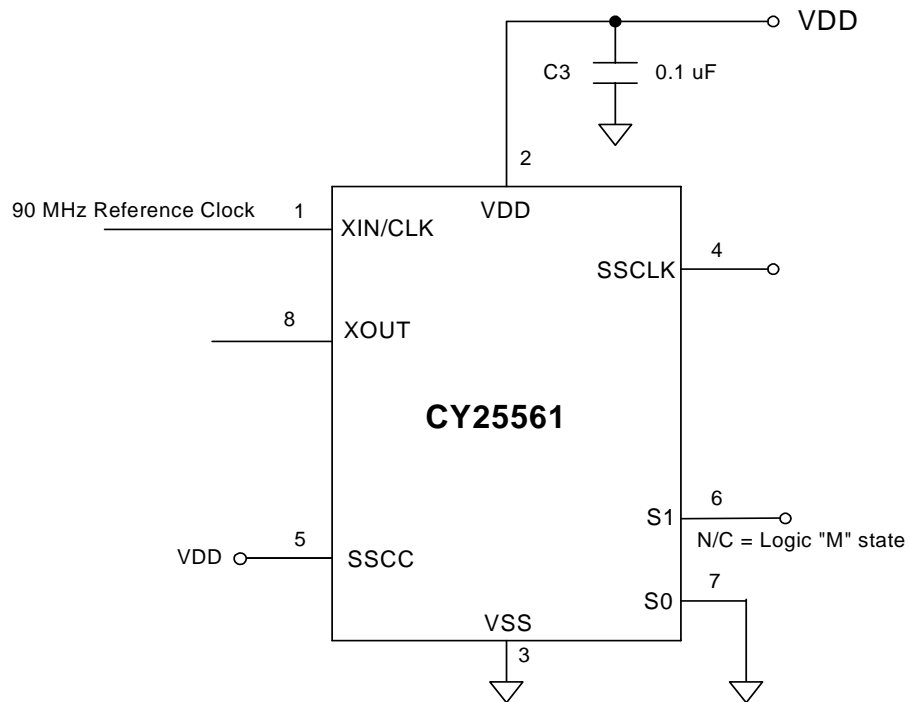 VDD
C3 0.1 uF
2
90 MHz Reference Clock 1
XIN/CLK
VDD
SSCLK
4
8
XOUT
CY25561
S1
6
N/C = Logic "M" state
VDD
5
SSCC
S0
7
VSS
3